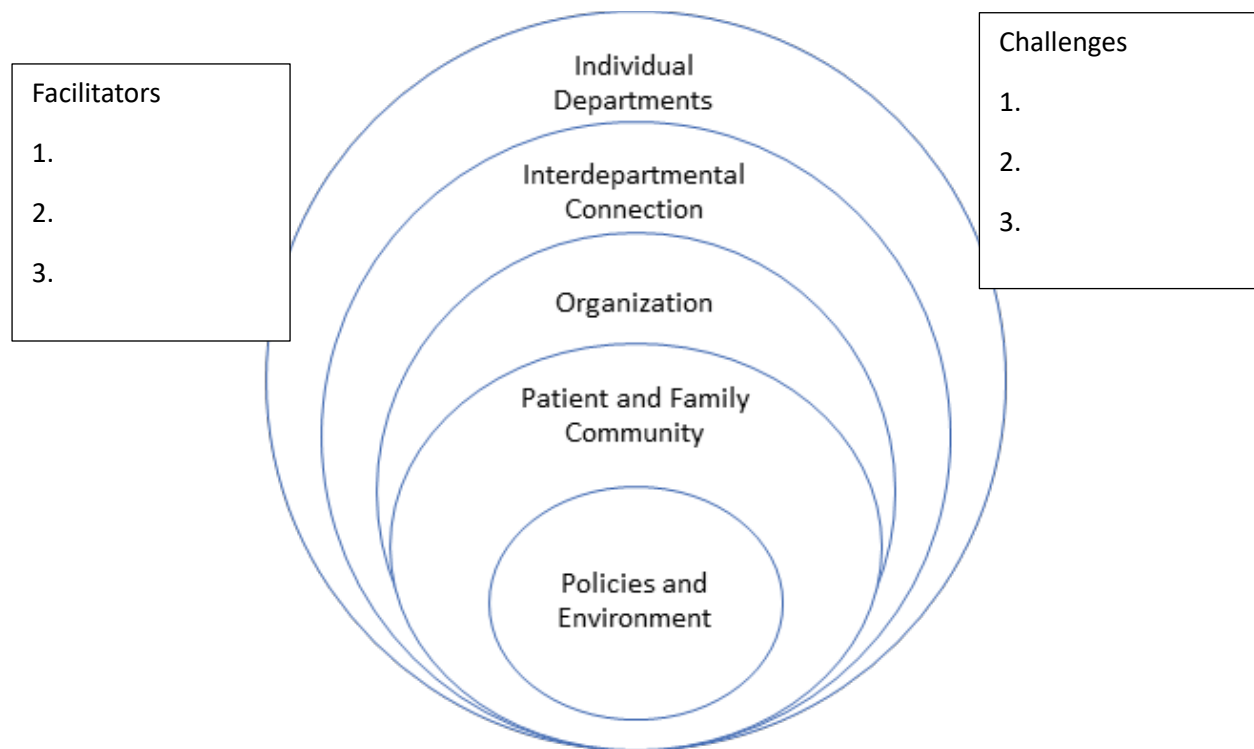 Facilitators
1.
2.
3.
Individual
Departments
Interdepartmental
Connection
Organization
Patient and Family
Community
Policies and
Environment
Challenges
1.
2.
3.